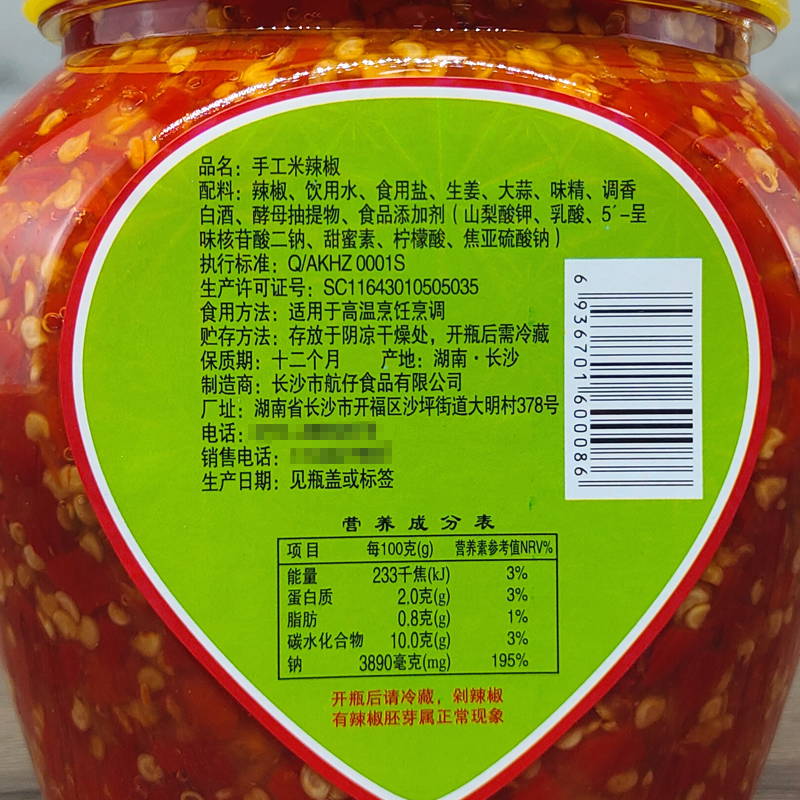 品名：手工米辣椒
配料：辣椒、饮用水、食用盐、生姜、大蒜、味精、调香
白酒、酵母抽提物、食品添加剂（山梨酸钾、乳酸、5´-呈
味核苷酸二钠、甜蜜素、柠檬酸、焦亚硫酸钠）
执行标准：Q/AKHZ 0001S
生产许可证号：SC11643010505035
食用方法：适用于高温烹饪烹调
贮存方法：存放于阴凉干燥处，开瓶后需冷藏
保质期：十二个月 产地：湖南·长沙
制造商：长沙市航仔食品有限公司
厂址：湖南省长沙市开福区沙坪街道大明村378号
电话：
销售电话：
生产日期：见瓶盖或标签
6 936701 600086
营养成分表
项目 每100克(g) 营养素参考值NRV%
能量 233千焦(kJ) 3%
蛋白质 2.0克(g) 3%
脂肪 0.8克(g) 1%
碳水化合物 10.0克(g) 3%
钠 3890毫克(mg) 195%
开瓶后请冷藏，剁辣椒
有辣椒胚芽属正常现象